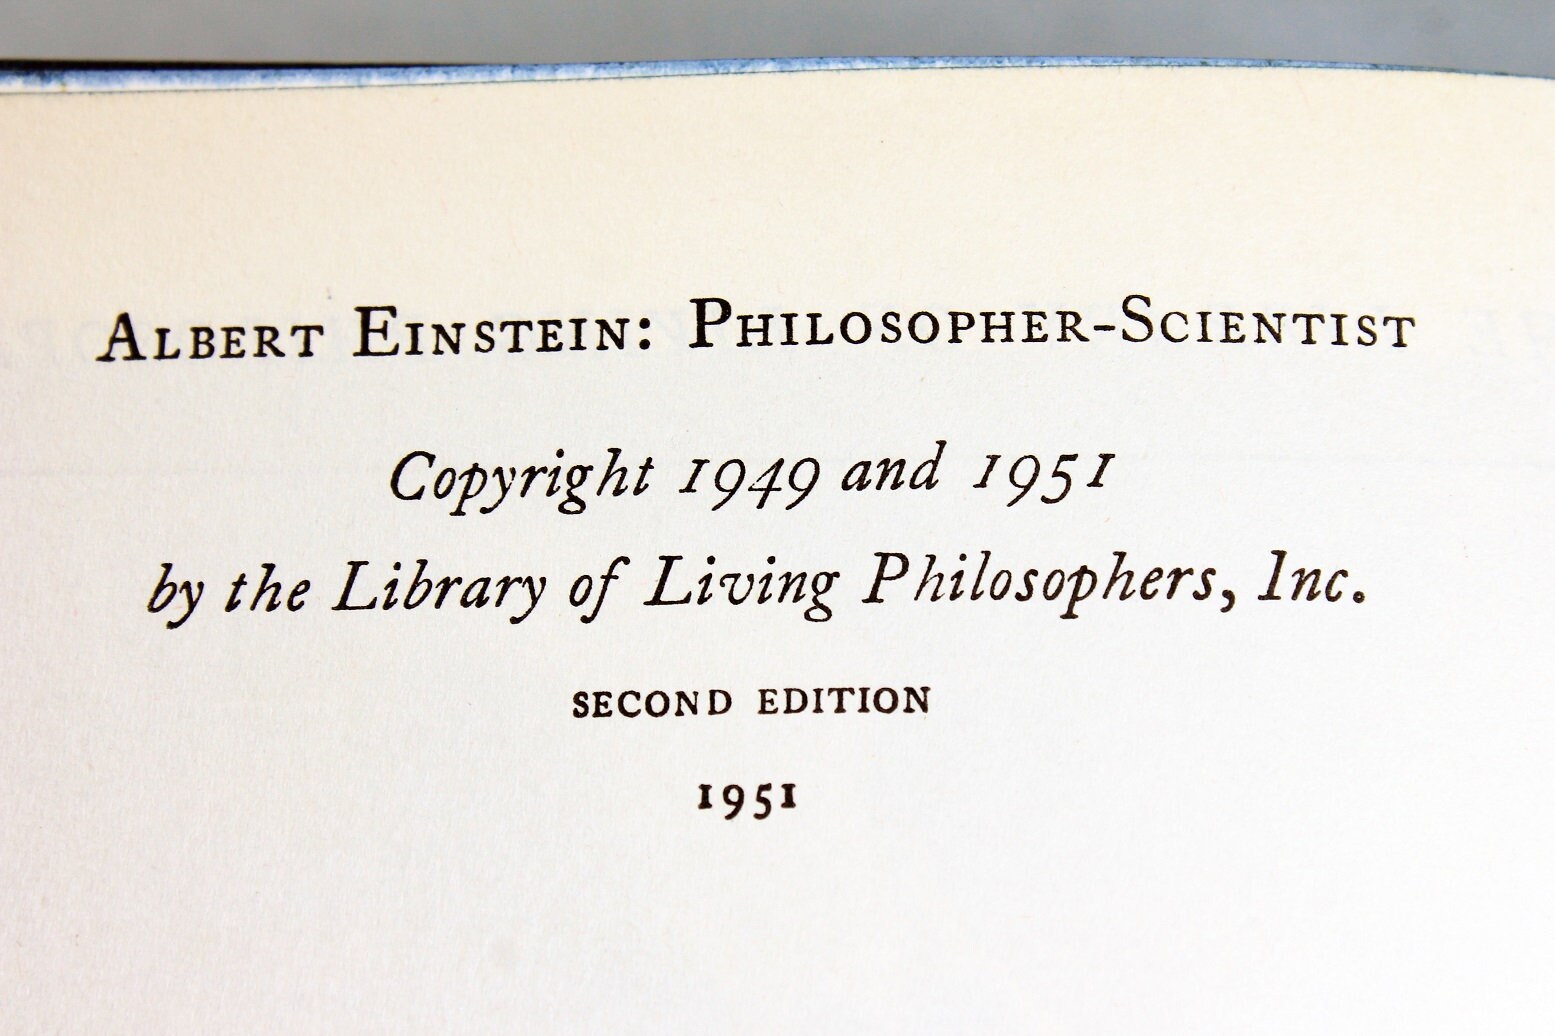 Albert Einstein: Philosopher-Scientist
Copyright 1949 and 1951
by the Library of Living Philosophers, Inc.
SECOND EDITION
1951